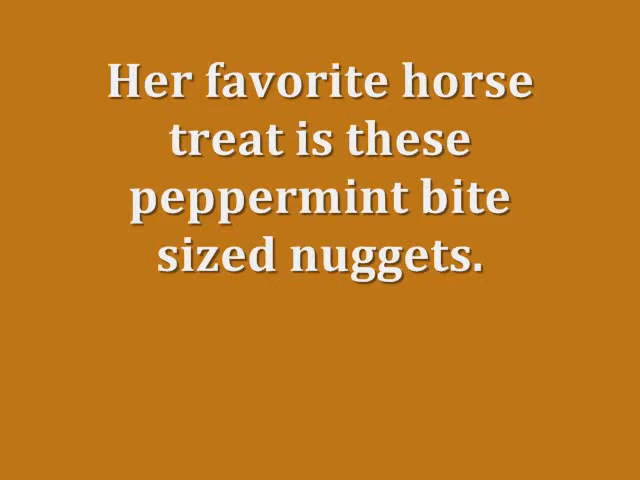 Her favorite horse
treat is these
peppermint bite
sized nuggets.